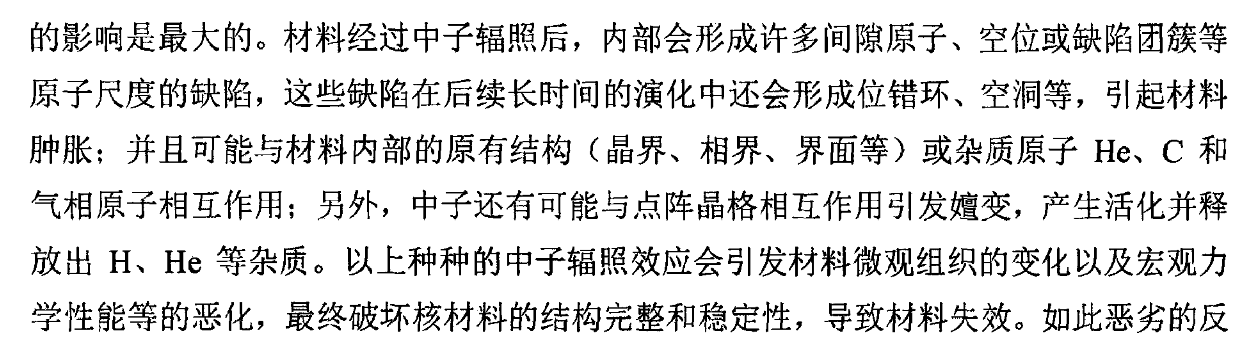 的影响是最大的。材料经过中子辐照后，内部会形成许多间隙原子、空位或缺陷团簇等
原子尺度的缺陷，这些缺陷在后续长时间的演化中还会形成位错环、空洞等，引起材料
肿胀；并且可能与材料内部的原有结构（晶界、相界、界面等）或杂质原子 He、C 和
气相原子相互作用；另外，中子还有可能与点阵晶格相互作用引发嬗变，产生活化并释
放出 H、He 等杂质。以上种种的中子辐照效应会引发材料微观组织的变化以及宏观力
学性能等的恶化，最终破坏核材料的结构完整和稳定性，导致材料失效。如此恶劣的反